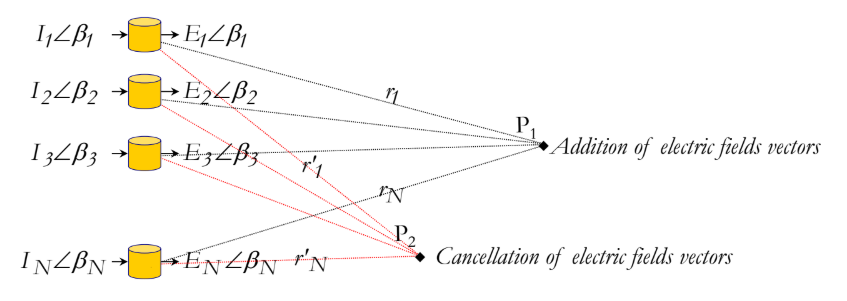 I1∠β1 E1∠β1
I2∠β2 E2∠β2
r1
P1
Addition of electric fields vectors
I3∠β3 E3∠β3
r'1
rN
P2
IN∠βN EN∠βN r'N
Cancellation of electric fields vectors